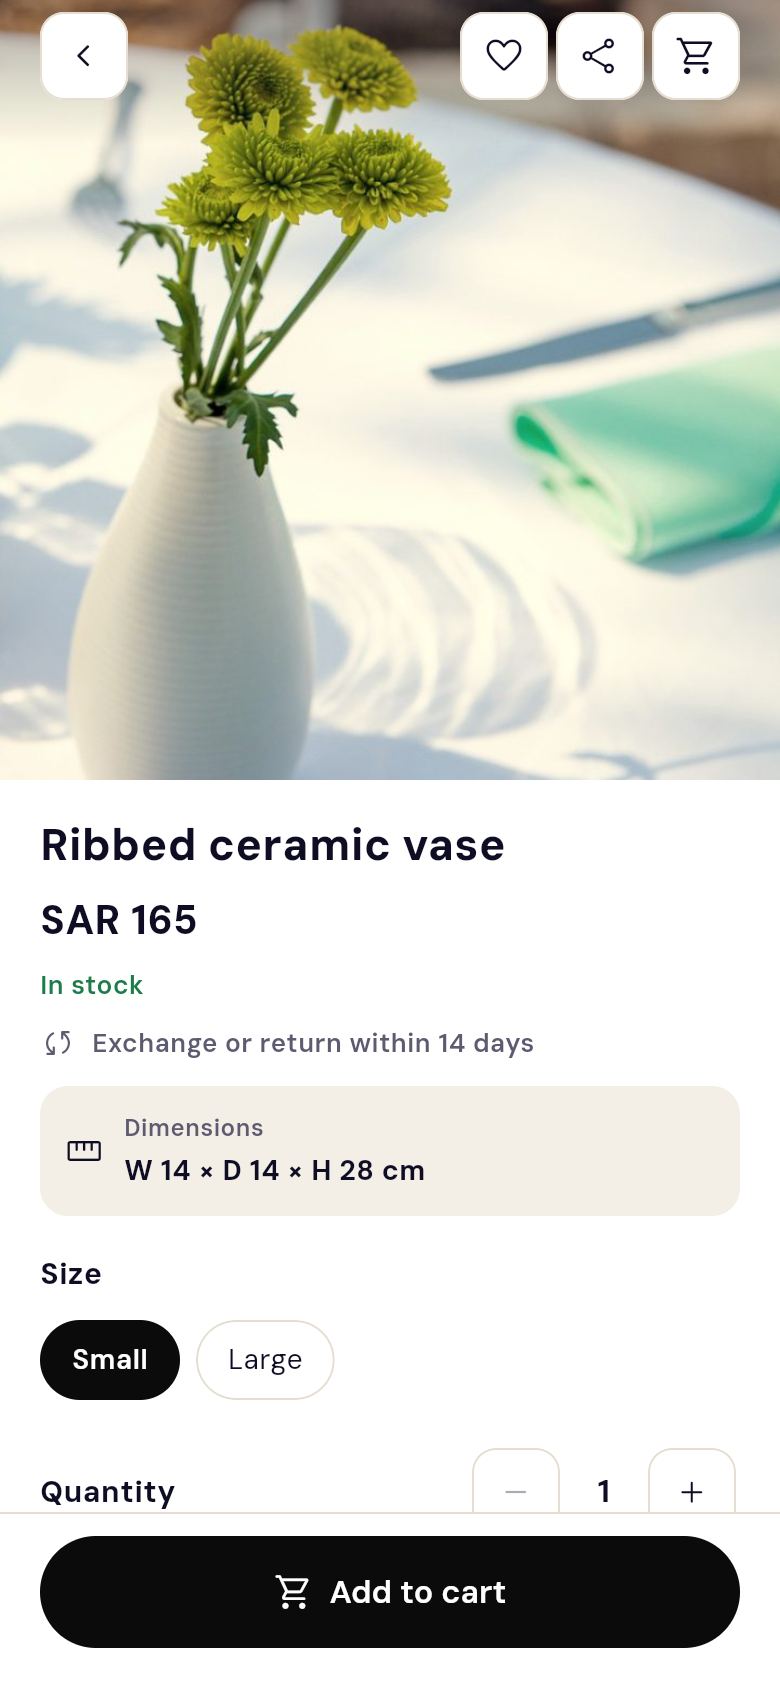 Ribbed ceramic vase
SAR 165
In stock
Exchange or return within 14 days
Dimensions
W 14 × D 14 × H 28 cm
Size
Small
Large
Quantity
1
Add to cart